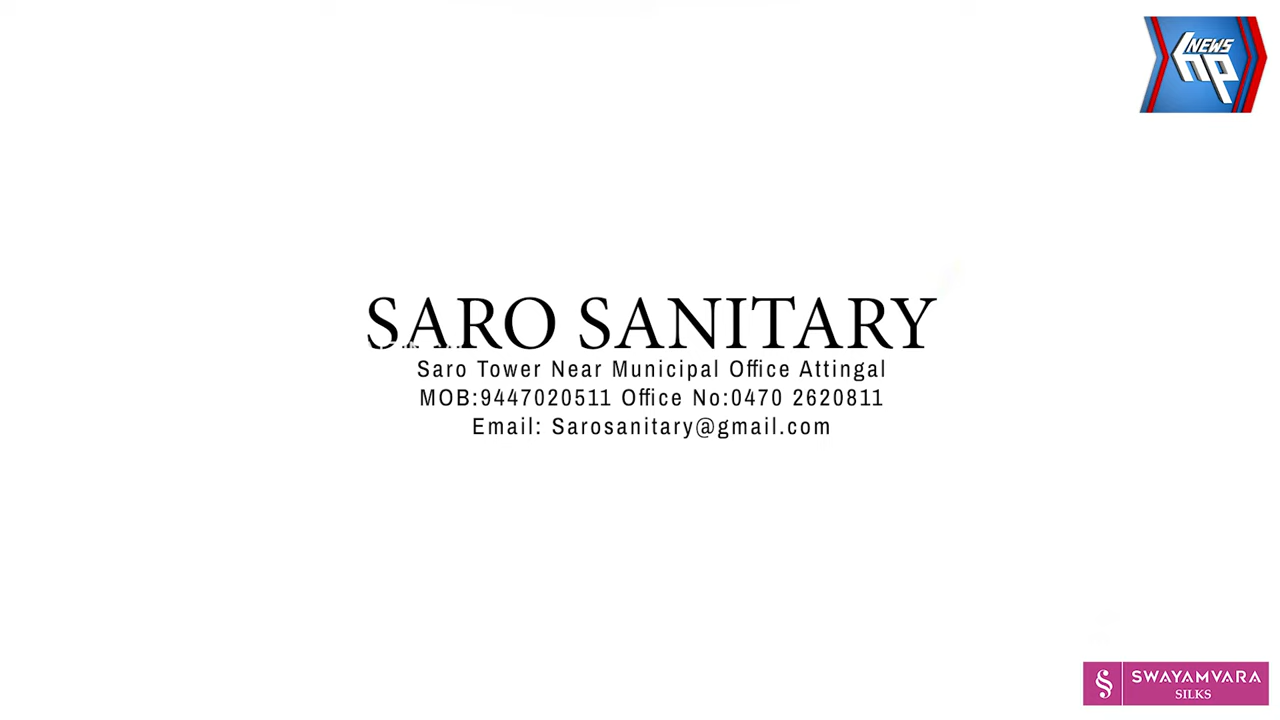 NEWS
np
SARO SANITARY
Saro Tower Near Municipal Office Attingal
MOB:9447020511 Office No:0470 2620811
Email: Sarosanitary@gmail.com
SWAYAMVARA
SILKS